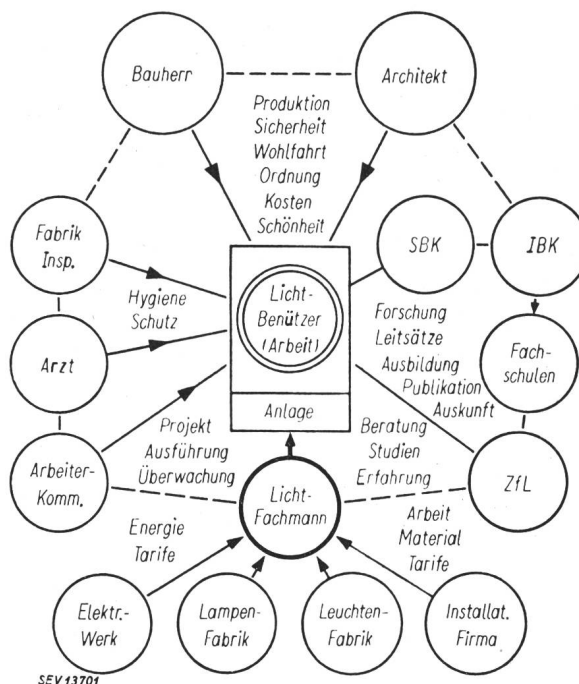 Bauherr
Architekt
Produktion
Sicherheit
Wohlfahrt
Ordnung
Kosten
Schönheit
Fabrik
Insp.
SBK
IBK
Hygiene
Schutz
Licht-
Benützer
(Arbeit)
Forschung
Leitsätze
Ausbildung
Publikation
Auskunft
Arzt
Fach-
schulen
Anlage
Projekt
Ausführung
Überwachung
Beratung
Studien
Erfahrung
Arbeiter-
Komm.
ZfL
Licht-
Fachmann
Energie
Tarife
Arbeit
Material
Tarife
Elektr.-
Werk
Lampen-
Fabrik
Leuchten-
Fabrik
Installat.
Firma
SEV13701